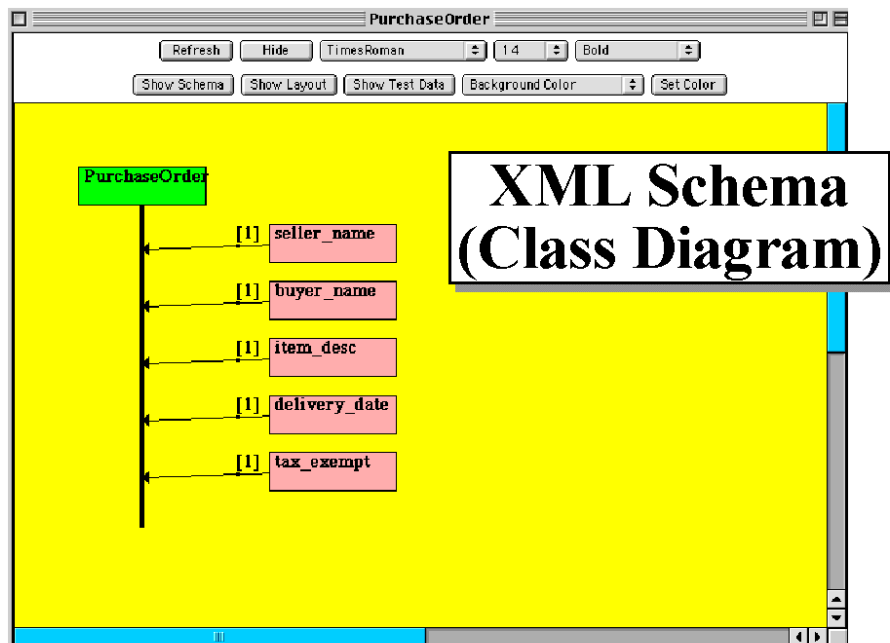 PurchaseOrder
Refresh Hide TimesRoman 14 Bold
Show Schema Show Layout Show Test Data Background Color Set Color
PurchaseOrder
XML Schema
(Class Diagram)
[1] seller_name
[1] buyer_name
[1] item_desc
[1] delivery_date
[1] tax_exempt